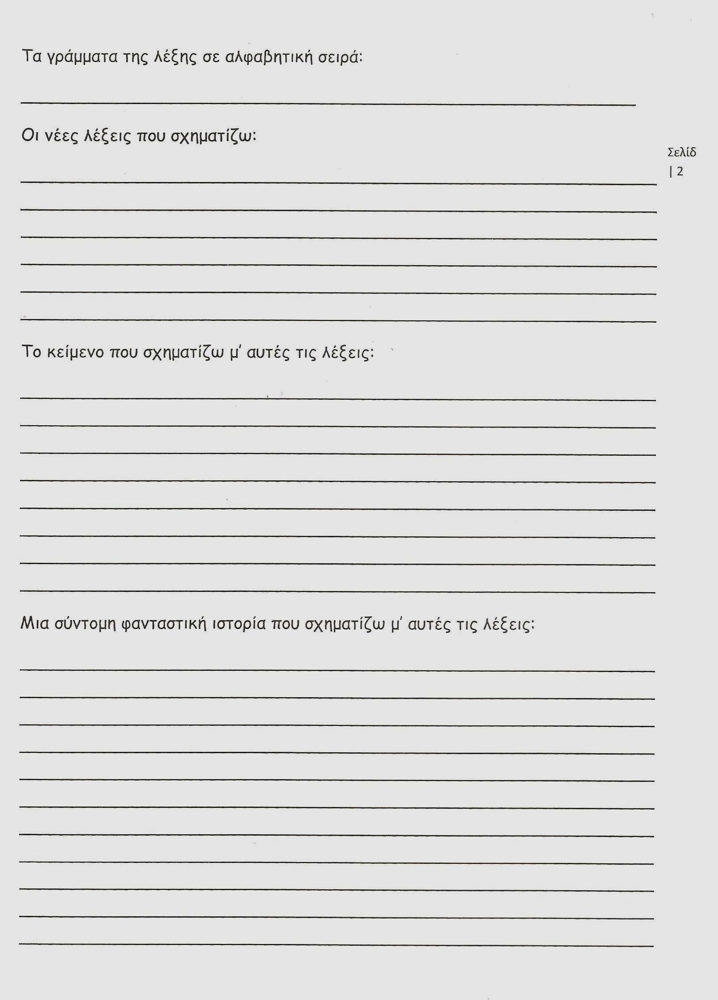 Τα γράμματα της λέξης σε αλφαβητική σειρά:
Οι νέες λέξεις που σχηματίζω:
Σελίδ
| 2
Το κείμενο που σχηματίζω μ' αυτές τις λέξεις:
Μια σύντομη φανταστική ιστορία που σχηματίζω μ' αυτές τις λέξεις: